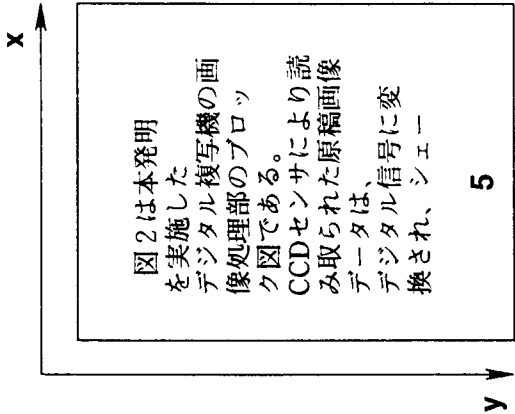 x
図2は本発明
を実施した
デジタル複写機の画
像処理部のブロッ
ク図である。
CCDセンサにより読
み取られた原稿画像
データは、
デジタル信号に変
換され、シェー
5
y